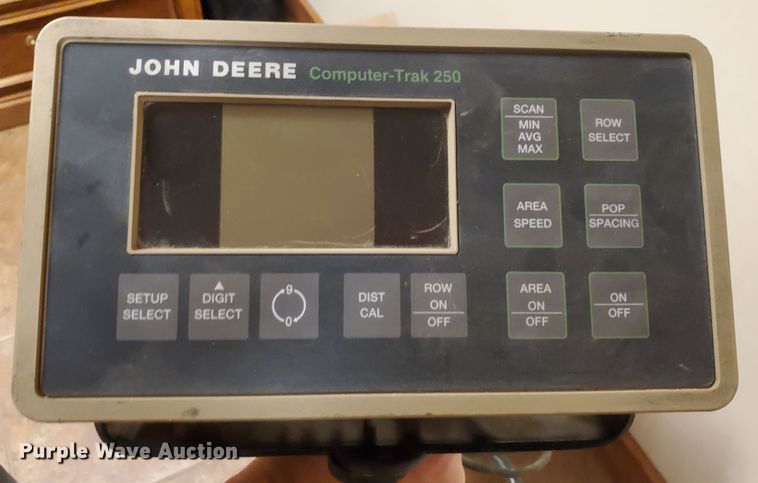 JOHN DEERE Computer-Trak 250
SCAN
MIN
AVG
MAX
ROW
SELECT
AREA
SPEED
POP
SPACING
SETUP
SELECT
▲
DIGIT
SELECT
9
0
DIST
CAL
ROW
ON
OFF
AREA
ON
OFF
ON
OFF
Purple Wave Auction